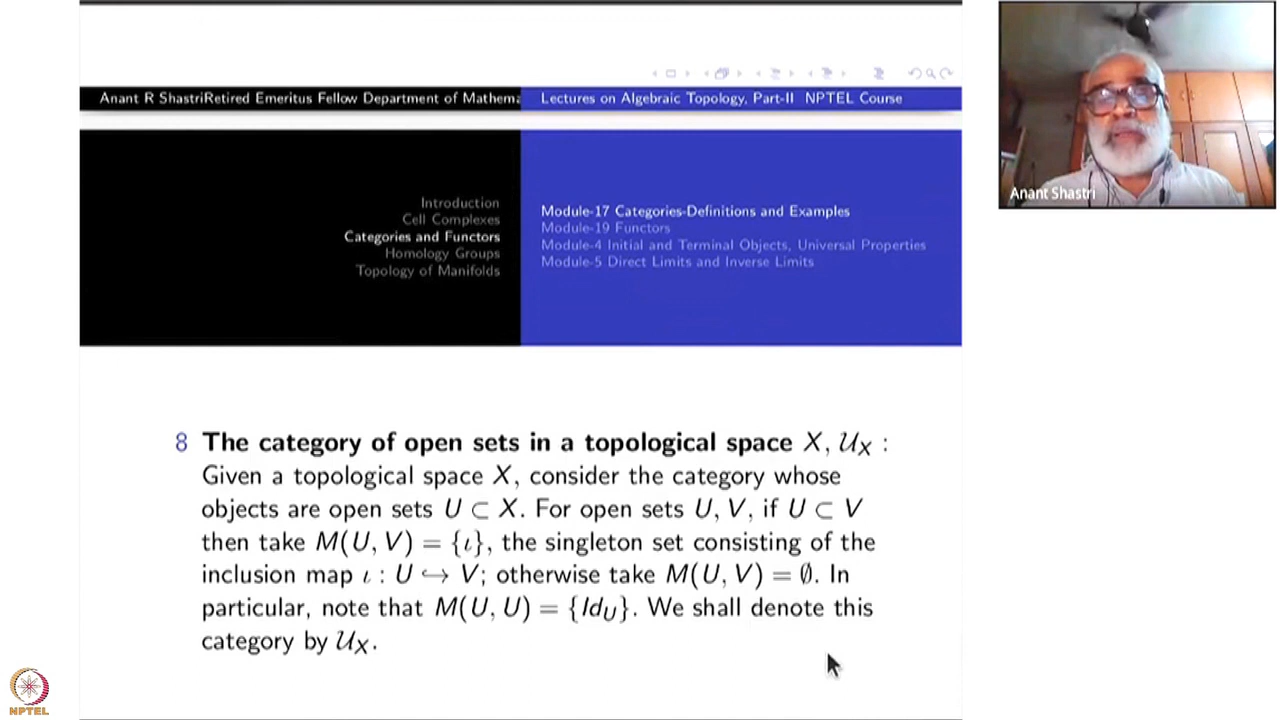 Anant R ShastriRetired Emeritus Fellow Department of Mathema
Lectures on Algebraic Topology, Part-II NPTEL Course
Introduction
Cell Complexes
Categories and Functors
Homology Groups
Topology of Manifolds
Module-17 Categories-Definitions and Examples
Module-19 Functors
Module-4 Initial and Terminal Objects, Universal Properties
Module-5 Direct Limits and Inverse Limits
8 The category of open sets in a topological space X, 𝒰_X :
Given a topological space X, consider the category whose
objects are open sets U ⊂ X. For open sets U, V, if U ⊂ V
then take M(U, V) = {ι}, the singleton set consisting of the
inclusion map ι : U ↪ V; otherwise take M(U, V) = ∅. In
particular, note that M(U, U) = {Id_U}. We shall denote this
category by 𝒰_X.
Anant Shastri
NPTEL